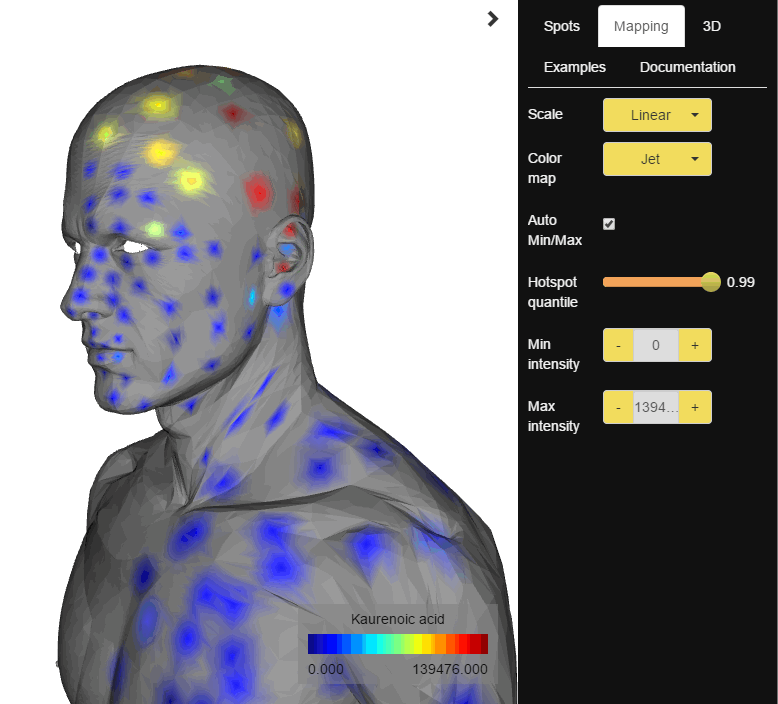 Spots Mapping 3D
Examples Documentation
Scale Linear
Color
map
Jet
Auto
Min/Max
Hotspot
quantile
0.99
Min
intensity
- 0 +
Max
intensity
- 1394... +
Kaurenoic acid
0.000 139476.000